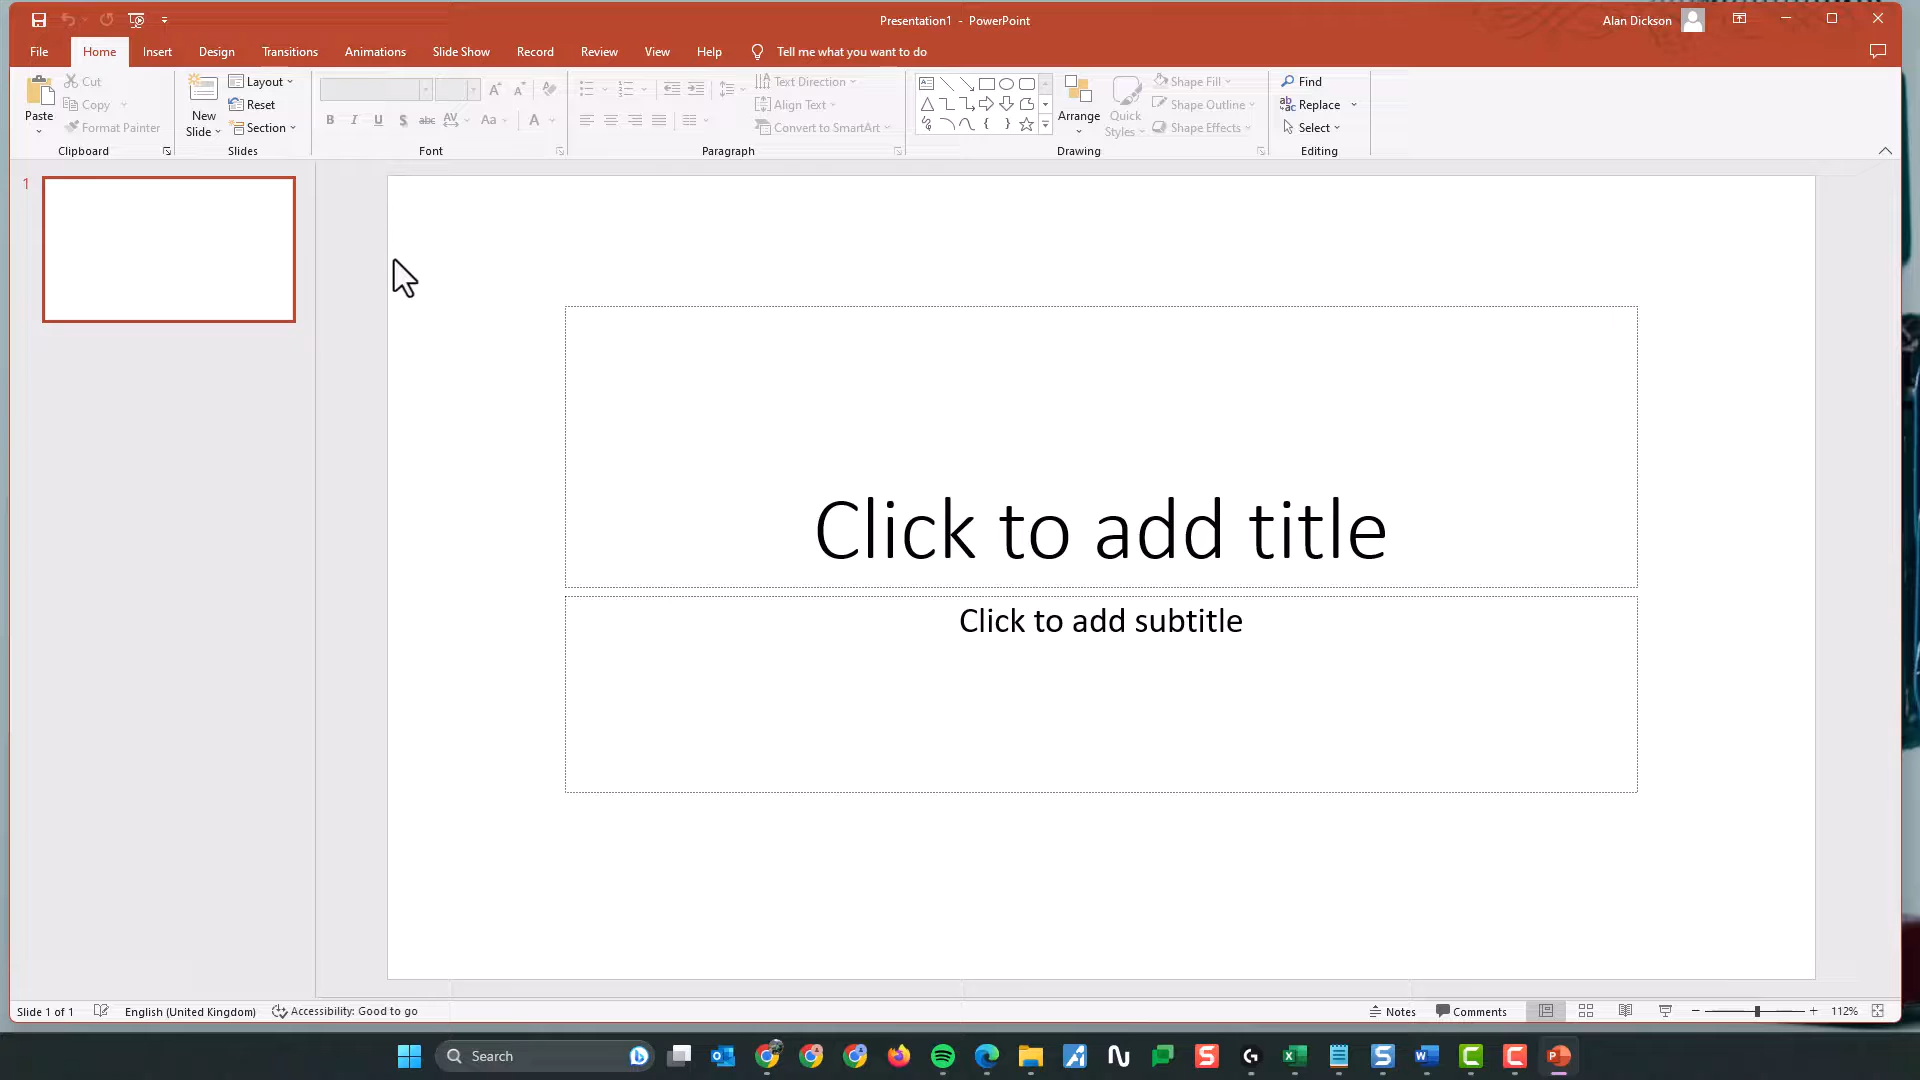 Presentation1 - PowerPoint
Alan Dickson
File Home Insert Design Transitions Animations Slide Show Record Review View Help Tell me what you want to do
Paste
Cut
Copy
Format Painter
Clipboard
New
Slide
Layout
Reset
Section
Slides
B I U S abc AV Aa A
Font
Text Direction
Align Text
Convert to SmartArt
Paragraph
Arrange
Quick
Styles
Shape Fill
Shape Outline
Shape Effects
Drawing
Find
Replace
Select
Editing
1
Click to add title
Click to add subtitle
Slide 1 of 1 English (United Kingdom) Accessibility: Good to go Notes Comments 112%
Search